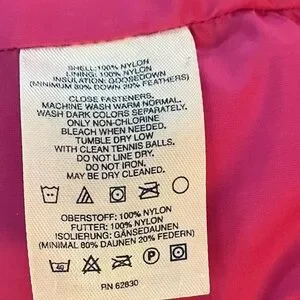 SHELL: 100% NYLON
LINING: 100% NYLON
INSULATION: GOOSEDOWN
(MINIMUM 80% DOWN 20% FEATHERS)
CLOSE FASTENERS.
MACHINE WASH WARM NORMAL.
WASH DARK COLORS SEPARATELY.
ONLY NON-CHLORINE
BLEACH WHEN NEEDED.
TUMBLE DRY LOW
WITH CLEAN TENNIS BALLS.
DO NOT LINE DRY.
DO NOT IRON.
MAY BE DRY CLEANED.
OBERSTOFF: 100% NYLON
FUTTER: 100% NYLON
ISOLIERUNG: GÄNSEDAUNEN
(MINIMAL 80% DAUNEN 20% FEDERN)
40
P
RN 62830